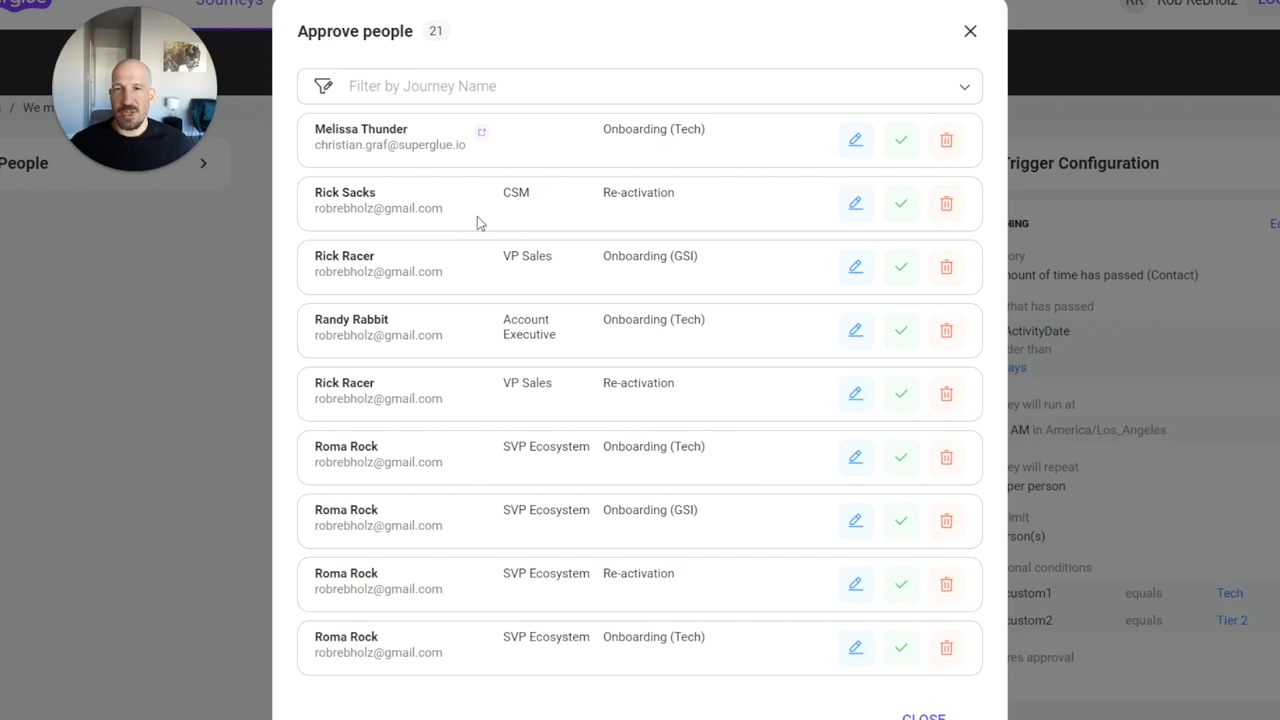 Journeys
RR Rob Rebholz
Approve people 21
Filter by Journey Name
/ We m
People
Melissa Thunder
christian.graf@superglue.io
Onboarding (Tech)
Rick Sacks
robrebholz@gmail.com
CSM
Re-activation
Rick Racer
robrebholz@gmail.com
VP Sales
Onboarding (GSI)
Randy Rabbit
robrebholz@gmail.com
Account
Executive
Onboarding (Tech)
Rick Racer
robrebholz@gmail.com
VP Sales
Re-activation
Roma Rock
robrebholz@gmail.com
SVP Ecosystem
Onboarding (Tech)
Roma Rock
robrebholz@gmail.com
SVP Ecosystem
Onboarding (GSI)
Roma Rock
robrebholz@gmail.com
SVP Ecosystem
Re-activation
Roma Rock
robrebholz@gmail.com
SVP Ecosystem
Onboarding (Tech)
CLOSE
Trigger Configuration
ount of time has passed (Contact)
that has passed
ActivityDate
der than
ays
ey will run at
AM in America/Los_Angeles
ey will repeat
per person
imit
rson(s)
onal conditions
custom1 equals Tech
custom2 equals Tier 2
res approval